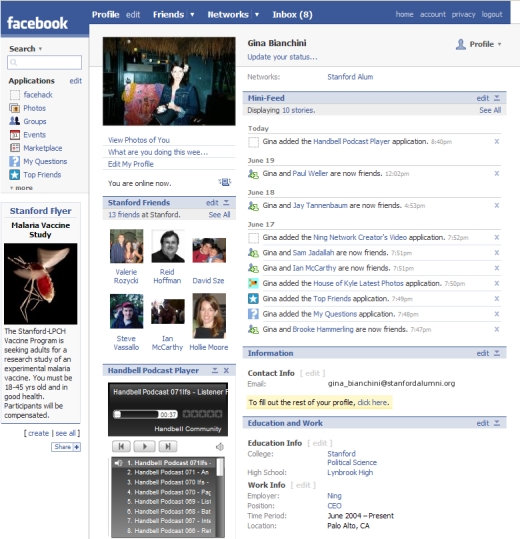 facebook
Profile edit Friends Networks Inbox (8)
home account privacy logout
Search
Applications edit
facehack
Photos
Groups
Events
Marketplace
My Questions
Top Friends
more
Stanford Flyer
Malaria Vaccine
Study
The Stanford-LPCH
Vaccine Program is
seeking adults for a
research study of an
experimental malaria
vaccine. You must be
18-45 yrs old and in
good health.
Participants will be
compensated.
[ create | see all ]
Share +
View Photos of You
What are you doing this wee...
Edit My Profile
You are online now.
Stanford Friends edit
13 friends at Stanford. See All
Valerie
Rozycki
Reid
Hoffman
David Sze
Steve
Vassallo
Ian
McCarthy
Hollie Moore
Handbell Podcast Player X
Handbell Podcast 071lfs - Listener F
00:37
Handbell Community
1. Handbell Podcast 071lfs -
2. Handbell Podcast 071 - An
3. Handbell Podcast 070 lfs -
4. Handbell Podcast 070 - Pag
5. Handbell Podcast 069 - List
6. Handbell Podcast 068 - Bat
7. Handbell Podcast 067 - Inte
8. Handbell Podcast 066 - Rei
Gina Bianchini
Update your status...
Profile
Networks: Stanford Alum
Mini-Feed edit
Displaying 10 stories. See All
Today
Gina added the Handbell Podcast Player application. 8:40pm x
June 19
Gina and Paul Weller are now friends. 12:02pm x
June 18
Gina and Jay Tannenbaum are now friends. 4:53pm x
June 17
Gina added the Ning Network Creator's Video application. 7:52pm x
Gina and Sam Jadallah are now friends. 7:51pm x
Gina and Ian McCarthy are now friends. 7:51pm x
Gina added the House of Kyle Latest Photos application. 7:50pm x
Gina added the Top Friends application. 7:49pm x
Gina added the My Questions application. 7:48pm x
Gina and Brooke Hammerling are now friends. 7:47pm x
Information edit
Contact Info [ edit ]
Email: gina_bianchini@stanfordalumni.org
To fill out the rest of your profile, click here.
Education and Work edit
Education Info [ edit ]
College: Stanford
Political Science
High School: Lynbrook High
Work Info [ edit ]
Employer: Ning
Position: CEO
Time Period: June 2004 – Present
Location: Palo Alto, CA